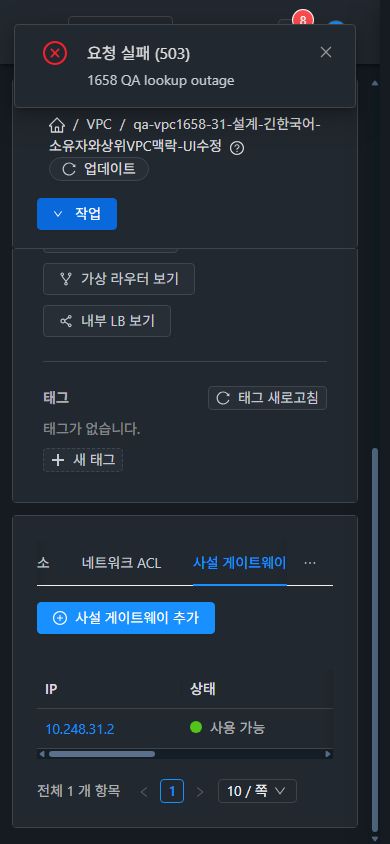 8
요청 실패 (503)
1658 QA lookup outage
/ VPC / qa-vpc1658-31-설계-긴한국어-
소유자와상위VPC맥락-UI수정
업데이트
작업
가상 라우터 보기
내부 LB 보기
태그
태그 새로고침
태그가 없습니다.
새 태그
소 네트워크 ACL 사설 게이트웨이 ···
사설 게이트웨이 추가
IP 상태
10.248.31.2 사용 가능
전체 1 개 항목 < 1 > 10 / 쪽